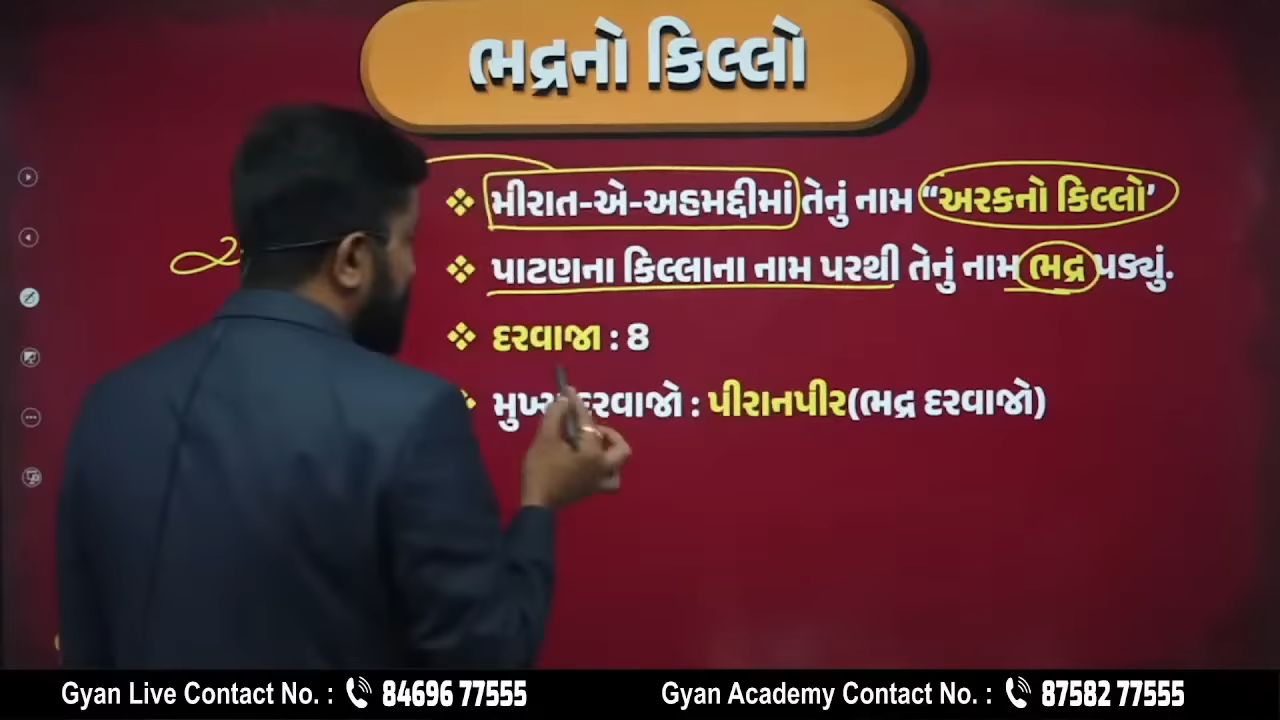 ભદ્રનો કિલ્લો
❖ મીરાત-એ-અહમદ્દીમાં તેનું નામ “અરકનો કિલ્લો’
❖ પાટણના કિલ્લાના નામ પરથી તેનું નામ ભદ્ર પડ્યું.
❖ દરવાજા : 8
મુખ્ય દરવાજો : પીરાનપીર(ભદ્ર દરવાજો)
Gyan Live Contact No. : 84696 77555
Gyan Academy Contact No. : 87582 77555